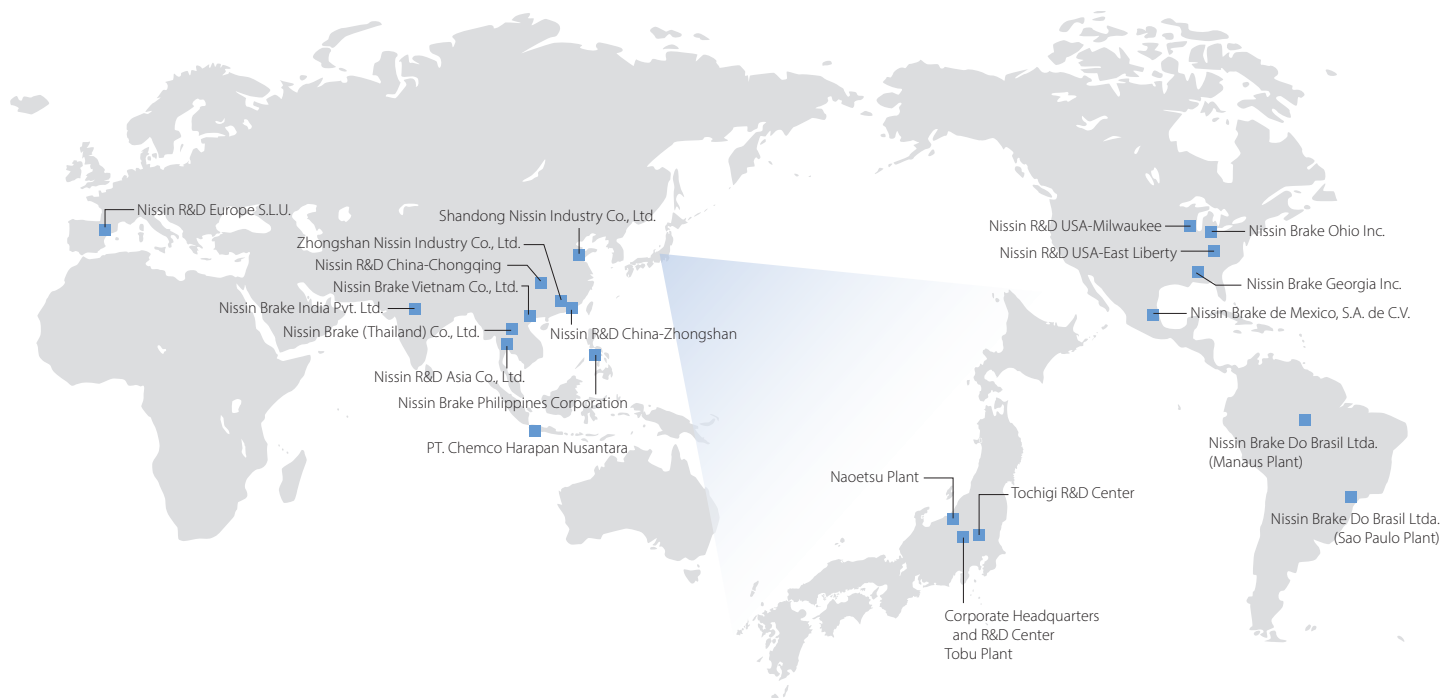 Nissin R&D Europe S.L.U.
Shandong Nissin Industry Co., Ltd.
Zhongshan Nissin Industry Co., Ltd.
Nissin R&D China-Chongqing
Nissin Brake Vietnam Co., Ltd.
Nissin Brake India Pvt. Ltd.
Nissin Brake (Thailand) Co., Ltd.
Nissin R&D China-Zhongshan
Nissin R&D Asia Co., Ltd.
Nissin Brake Philippines Corporation
PT. Chemco Harapan Nusantara
Nissin R&D USA-Milwaukee
Nissin Brake Ohio Inc.
Nissin R&D USA-East Liberty
Nissin Brake Georgia Inc.
Nissin Brake de Mexico, S.A. de C.V.
Nissin Brake Do Brasil Ltda.
(Manaus Plant)
Nissin Brake Do Brasil Ltda.
(Sao Paulo Plant)
Naoetsu Plant
Tochigi R&D Center
Corporate Headquarters
and R&D Center
Tobu Plant